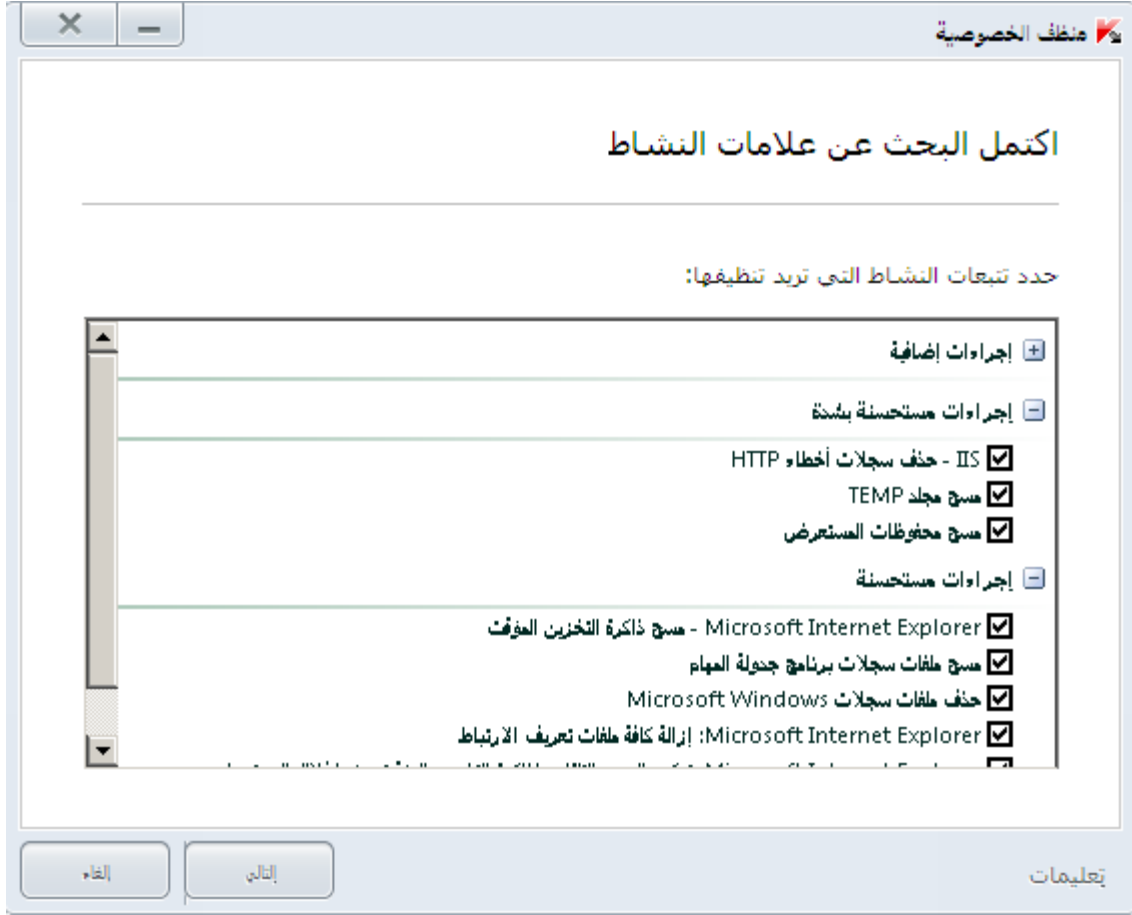 منظف الخصوصية
اكتمل البحث عن علامات النشاط
حدد تتبعات النشاط التي تريد تنظيفها:
إجراءات إضافية
إجراءات مستحسنة بشدة
IIS - حذف سجلات أخطاء HTTP
مسح مجلد TEMP
مسح محفوظات المستعرض
إجراءات مستحسنة
Microsoft Internet Explorer - مسح ذاكرة التخزين المؤقت
مسح ملفات سجلات برنامج جدولة المهام
حذف ملفات سجلات Microsoft Windows
Microsoft Internet Explorer: إزالة كافة ملفات تعريف الارتباط
تعليمات
التالي
إلغاء